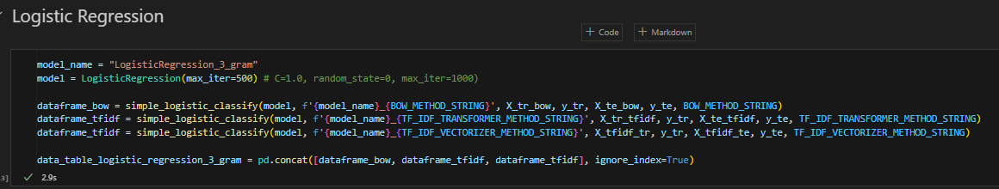 Logistic Regression
+ Code + Markdown
model_name = "LogisticRegression_3_gram"
model = LogisticRegression(max_iter=500) # C=1.0, random_state=0, max_iter=1000)
dataframe_bow = simple_logistic_classify(model, f'{model_name}_{BOW_METHOD_STRING}', X_tr_bow, y_tr, X_te_bow, y_te, BOW_METHOD_STRING)
dataframe_tfidf = simple_logistic_classify(model, f'{model_name}_{TF_IDF_TRANSFORMER_METHOD_STRING}', X_tr_tfidf, y_tr, X_te_tfidf, y_te, TF_IDF_TRANSFORMER_METHOD_STRING)
dataframe_tfidf = simple_logistic_classify(model, f'{model_name}_{TF_IDF_VECTORIZER_METHOD_STRING}', X_tfidf_tr, y_tr, X_tfidf_te, y_te, TF_IDF_VECTORIZER_METHOD_STRING)
data_table_logistic_regression_3_gram = pd.concat([dataframe_bow, dataframe_tfidf, dataframe_tfidf], ignore_index=True)
3] ✓ 2.9s